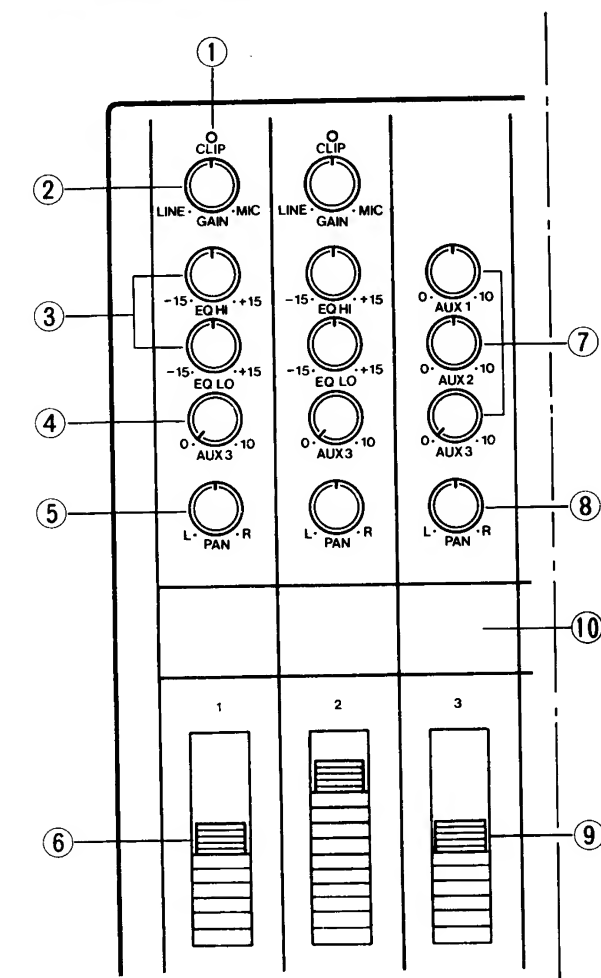 ①
CLIP CLIP
②
LINE MIC LINE MIC
GAIN GAIN
-15 +15 -15 +15 0 10
EQ HI EQ HI AUX 1
③ ⑦
-15 +15 -15 +15 0 10
EQ LO EQ LO AUX 2
④
0 10 0 10 0 10
AUX 3 AUX 3 AUX 3
⑤ ⑧
L R L R L R
PAN PAN PAN
⑩
1 2 3
⑥ ⑨